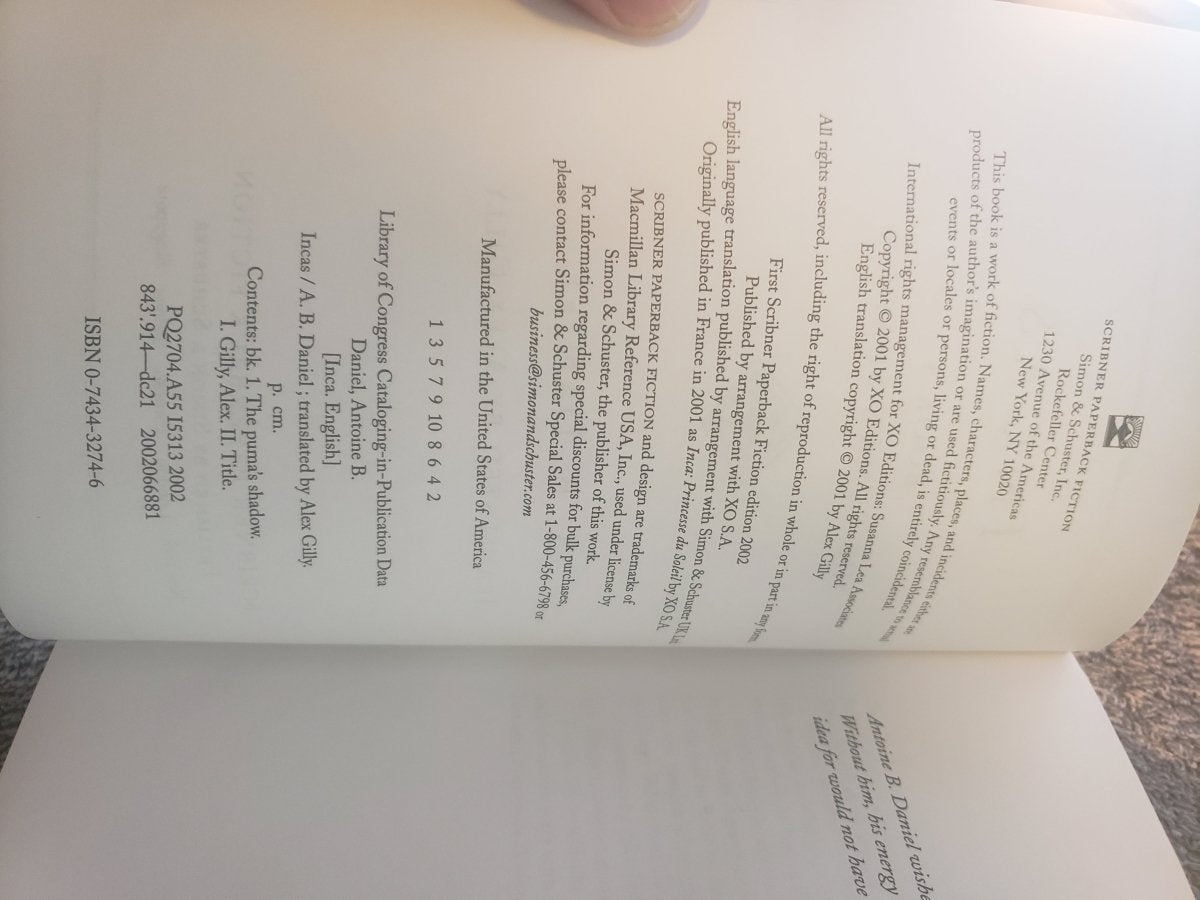 SCRIBNER PAPERBACK FICTION
Simon & Schuster, Inc.
Rockefeller Center
1230 Avenue of the Americas
New York, NY 10020
This book is a work of fiction. Names, characters, places, and incidents either are
products of the author's imagination or are used fictitiously. Any resemblance to actual
events or locales or persons, living or dead, is entirely coincidental.
International rights management for XO Editions: Susanna Lea Associates
Copyright © 2001 by XO Editions. All rights reserved.
English translation copyright © 2001 by Alex Gilly
All rights reserved, including the right of reproduction in whole or in part in any form.
First Scribner Paperback Fiction edition 2002
Published by arrangement with XO S.A.
English language translation published by arrangement with Simon & Schuster UK Ltd
Originally published in France in 2001 as Inca: Princesse du Soleil by XO S.A.
SCRIBNER PAPERBACK FICTION and design are trademarks of
Macmillan Library Reference USA, Inc., used under license by
Simon & Schuster, the publisher of this work.
For information regarding special discounts for bulk purchases,
please contact Simon & Schuster Special Sales at 1-800-456-6798 or
business@simonandschuster.com
Manufactured in the United States of America
1 3 5 7 9 10 8 6 4 2
Library of Congress Cataloging-in-Publication Data
Daniel, Antoine B.
[Inca. English]
Incas / A. B. Daniel ; translated by Alex Gilly.
p. cm.
Contents: bk. 1. The puma's shadow.
I. Gilly, Alex. II. Title.
PQ2704.A55 I5313 2002
843'.914—dc21 2002066881
ISBN 0-7434-3274-6
Antoine B. Daniel wishe
Without him, his energy
idea for would not have